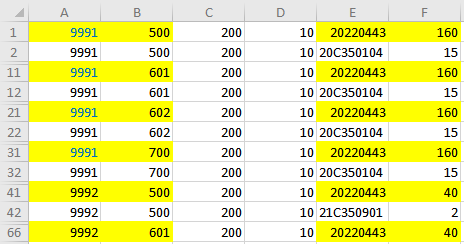 A B C D E F
1 9991 500 200 10 20220443 160
2 9991 500 200 10 20C350104 15
11 9991 601 200 10 20220443 160
12 9991 601 200 10 20C350104 15
21 9991 602 200 10 20220443 160
22 9991 602 200 10 20C350104 15
31 9991 700 200 10 20220443 160
32 9991 700 200 10 20C350104 15
41 9992 500 200 10 20220443 40
42 9992 500 200 10 21C350901 2
66 9992 601 200 10 20220443 40